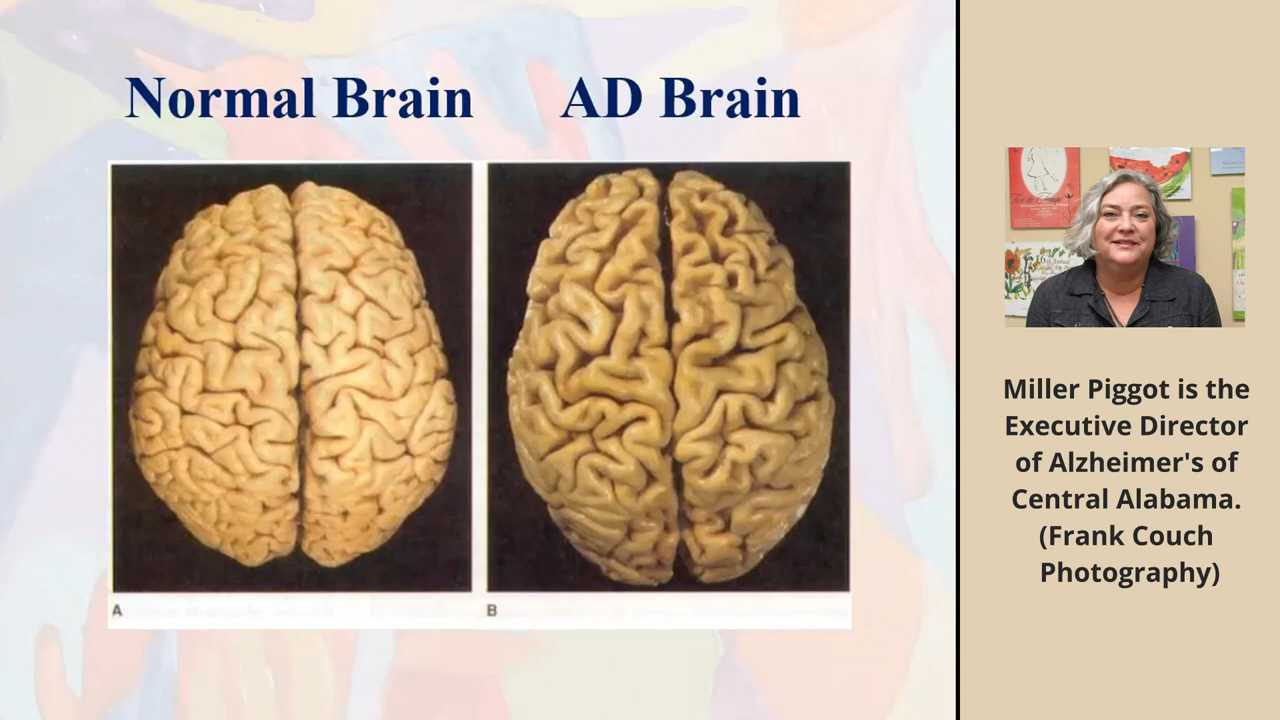 Normal Brain
AD Brain
A
B
Miller Piggot is the
Executive Director
of Alzheimer's of
Central Alabama.
(Frank Couch
Photography)